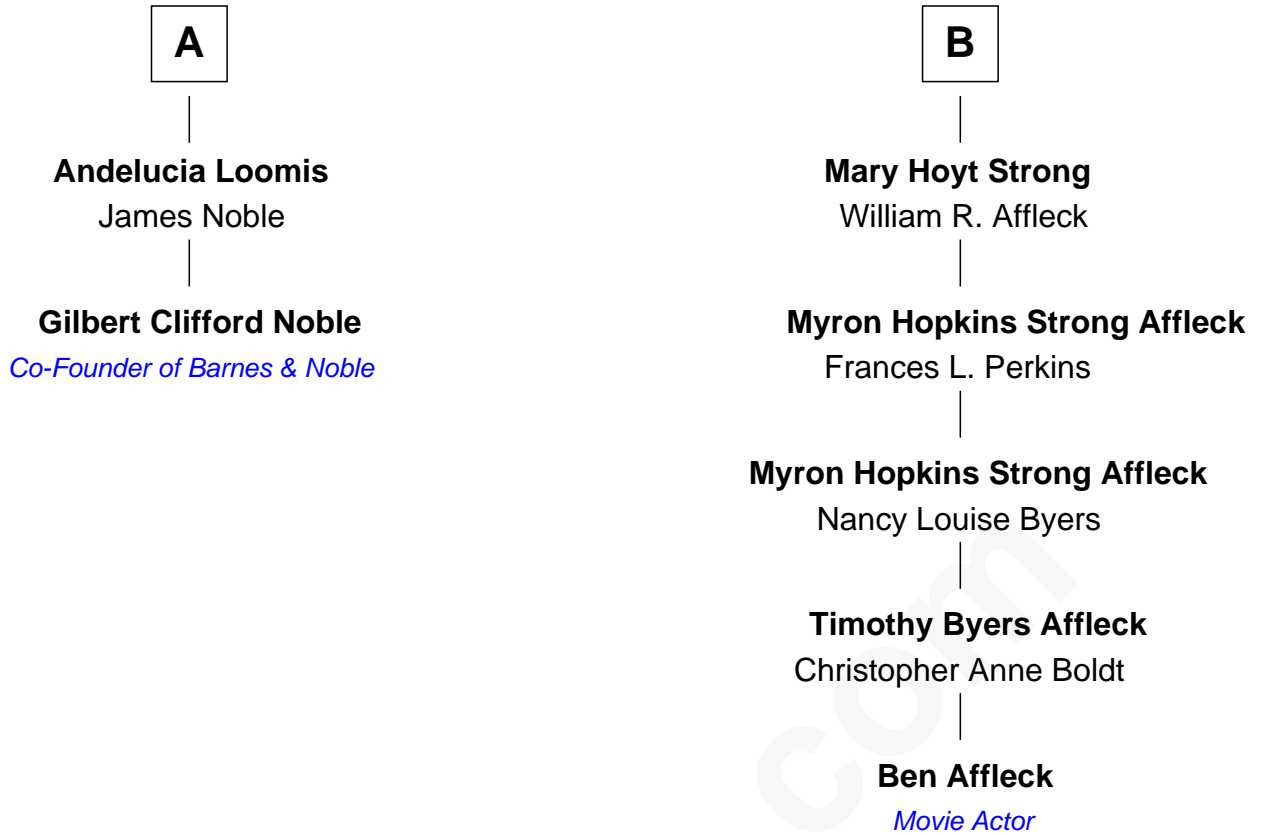 A
Andelucia Loomis
James Noble
Gilbert Clifford Noble
Co-Founder of Barnes & Noble
B
Mary Hoyt Strong
William R. Affleck
Myron Hopkins Strong Affleck
Frances L. Perkins
Myron Hopkins Strong Affleck
Nancy Louise Byers
Timothy Byers Affleck
Christopher Anne Boldt
Ben Affleck
Movie Actor
com